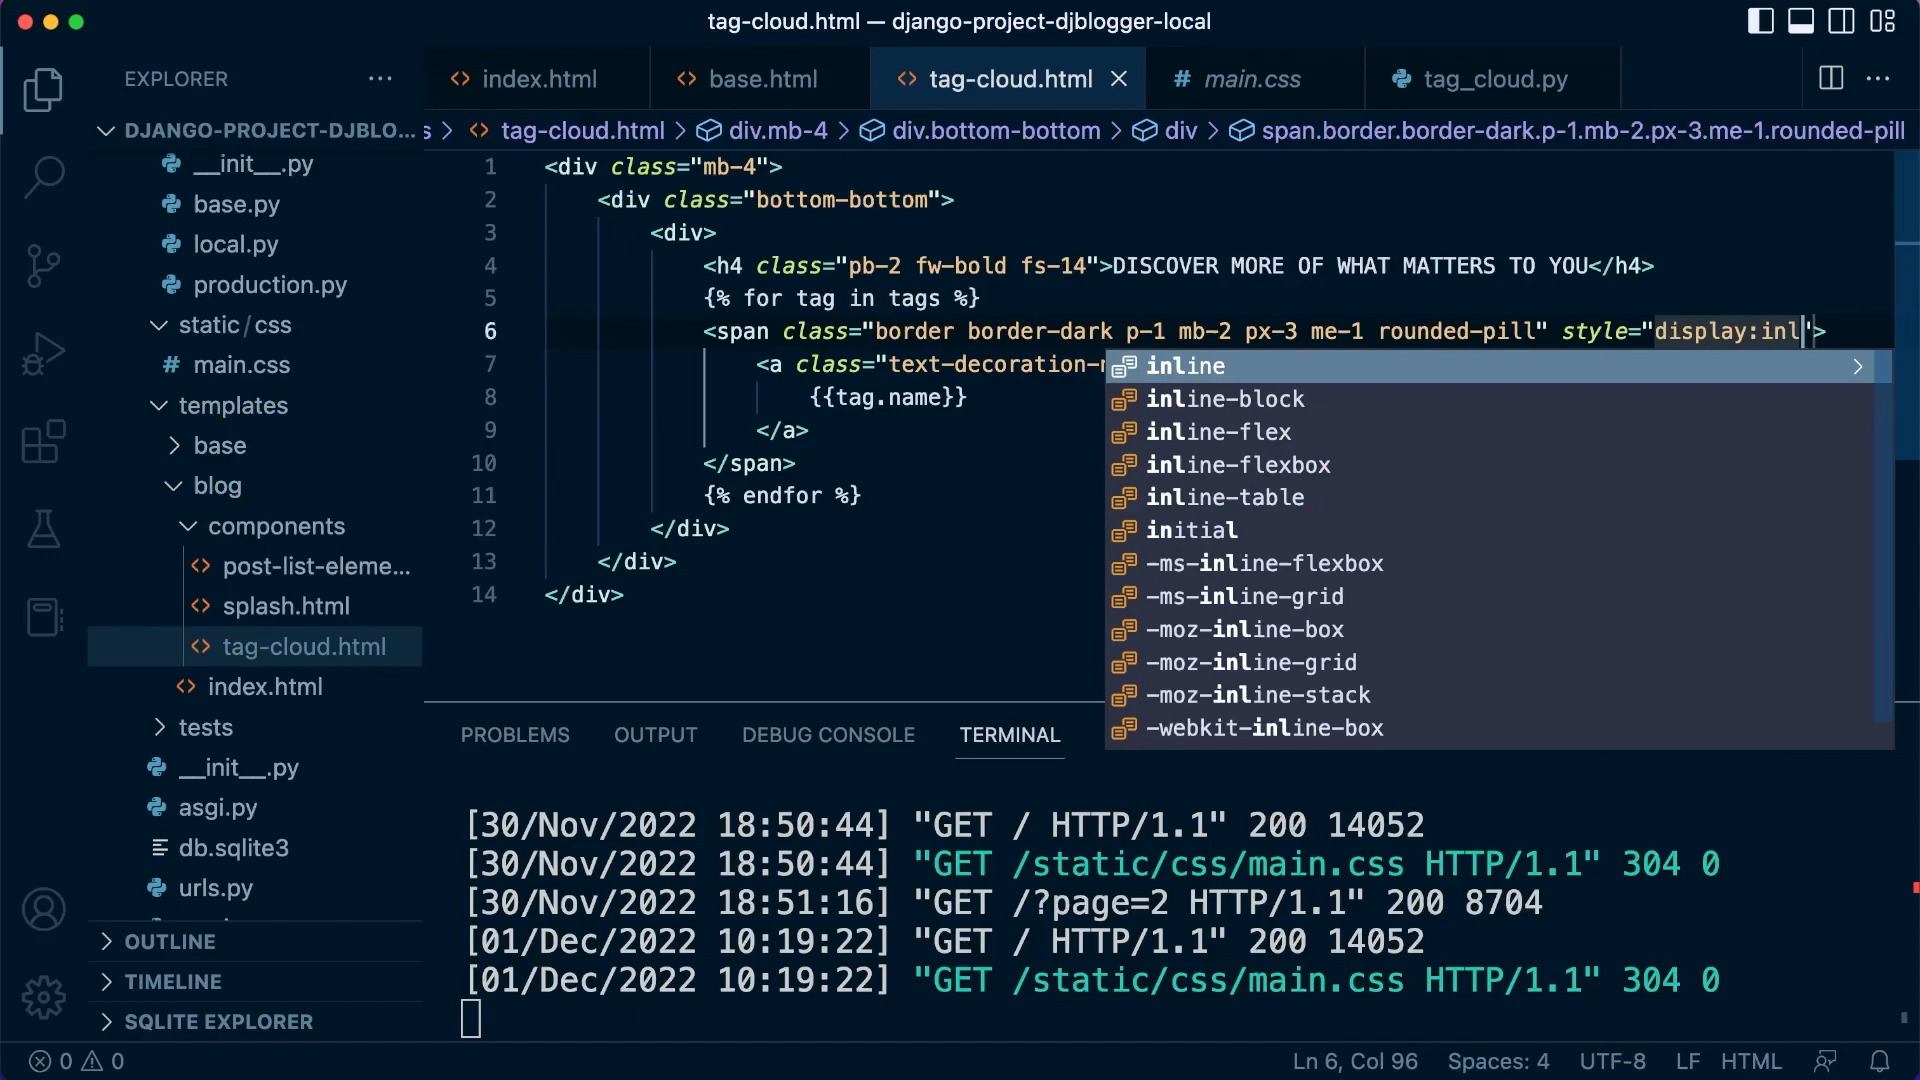 tag-cloud.html — django-project-djblogger-local
EXPLORER
index.html
base.html
tag-cloud.html
# main.css
tag_cloud.py
DJANGO-PROJECT-DJBLO...
s > tag-cloud.html > div.mb-4 > div.bottom-bottom > div > span.border.border-dark.p-1.mb-2.px-3.me-1.rounded-pill
__init__.py
base.py
local.py
production.py
static/css
# main.css
templates
base
blog
components
post-list-eleme...
splash.html
tag-cloud.html
index.html
tests
__init__.py
asgi.py
db.sqlite3
urls.py
OUTLINE
TIMELINE
SQLITE EXPLORER
1 <div class="mb-4">
2 <div class="bottom-bottom">
3 <div>
4 <h4 class="pb-2 fw-bold fs-14">DISCOVER MORE OF WHAT MATTERS TO YOU</h4>
5 {% for tag in tags %}
6 <span class="border border-dark p-1 mb-2 px-3 me-1 rounded-pill" style="display:inl">
7 <a class="text-decoration-
8 {{tag.name}}
9 </a>
10 </span>
11 {% endfor %}
12 </div>
13 </div>
14 </div>
inline
inline-block
inline-flex
inline-flexbox
inline-table
initial
-ms-inline-flexbox
-ms-inline-grid
-moz-inline-box
-moz-inline-grid
-moz-inline-stack
-webkit-inline-box
PROBLEMS OUTPUT DEBUG CONSOLE TERMINAL
[30/Nov/2022 18:50:44] "GET / HTTP/1.1" 200 14052
[30/Nov/2022 18:50:44] "GET /static/css/main.css HTTP/1.1" 304 0
[30/Nov/2022 18:51:16] "GET /?page=2 HTTP/1.1" 200 8704
[01/Dec/2022 10:19:22] "GET / HTTP/1.1" 200 14052
[01/Dec/2022 10:19:22] "GET /static/css/main.css HTTP/1.1" 304 0
0 0
Ln 6, Col 96 Spaces: 4 UTF-8 LF HTML